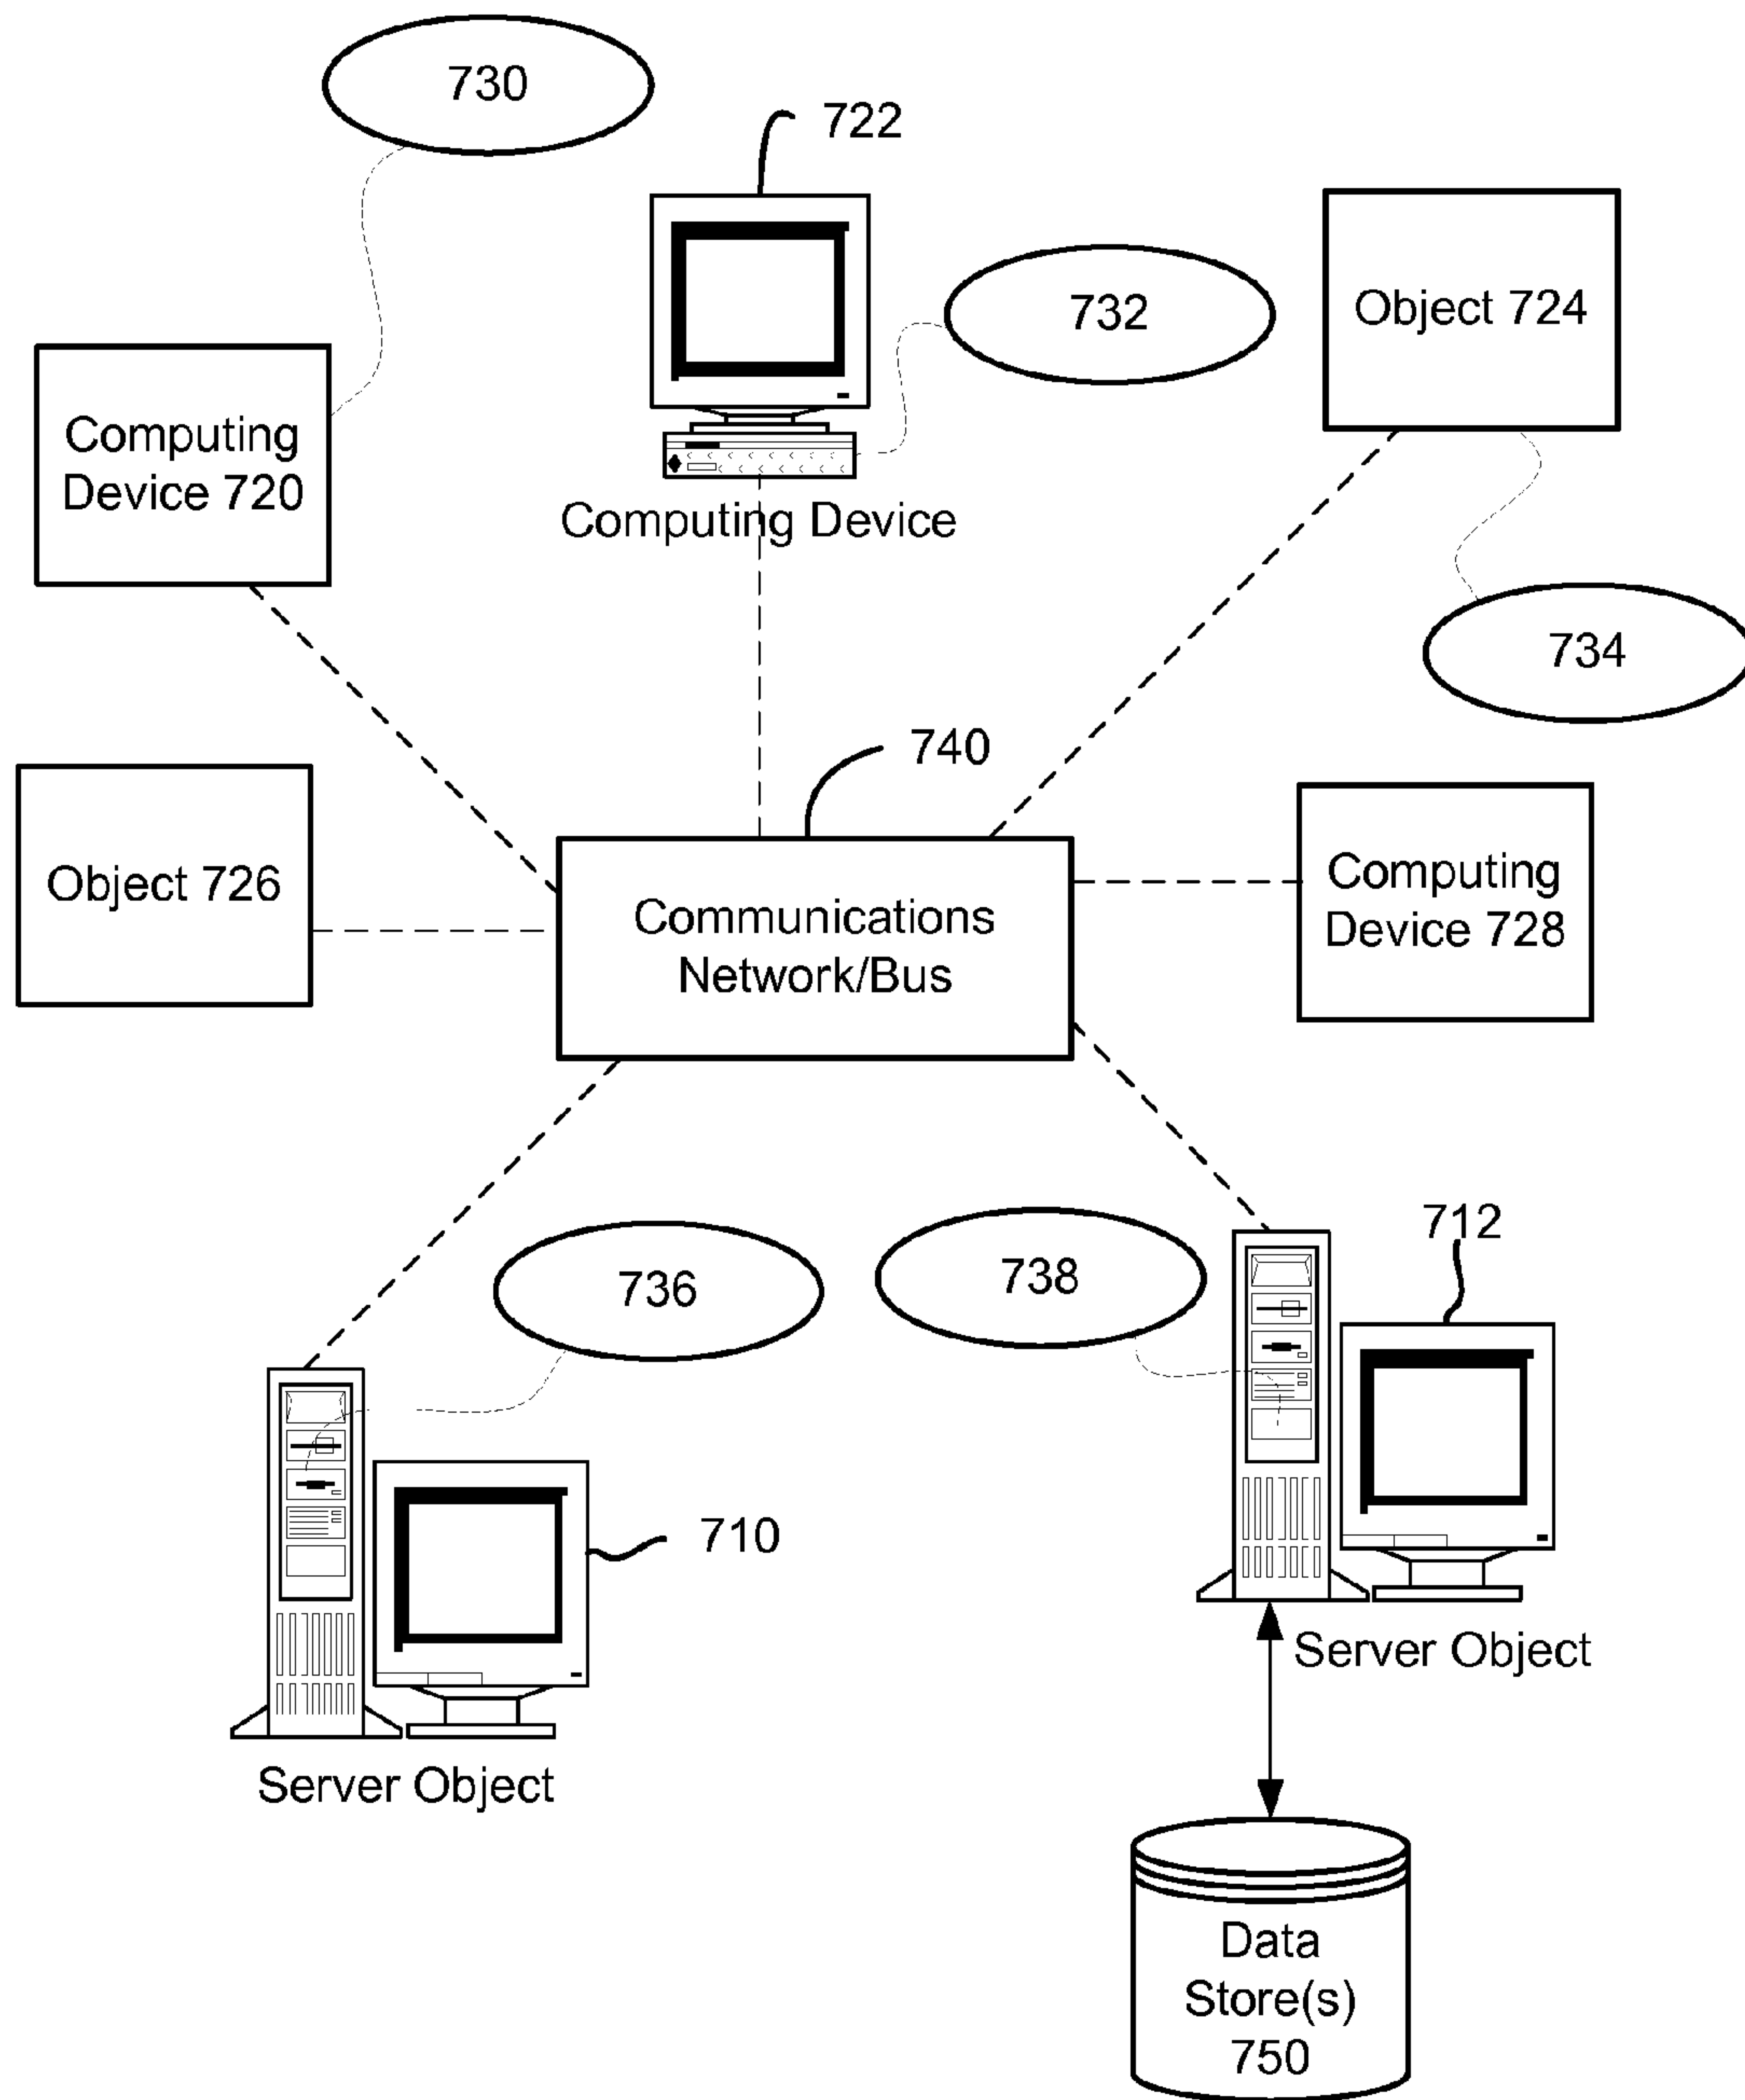 730
722
732
Object 724
Computing
Device 720
Computing Device
734
740
Object 726
Communications
Network/Bus
Computing
Device 728
736
738
712
710
Server Object
Server Object
Data
Store(s)
750